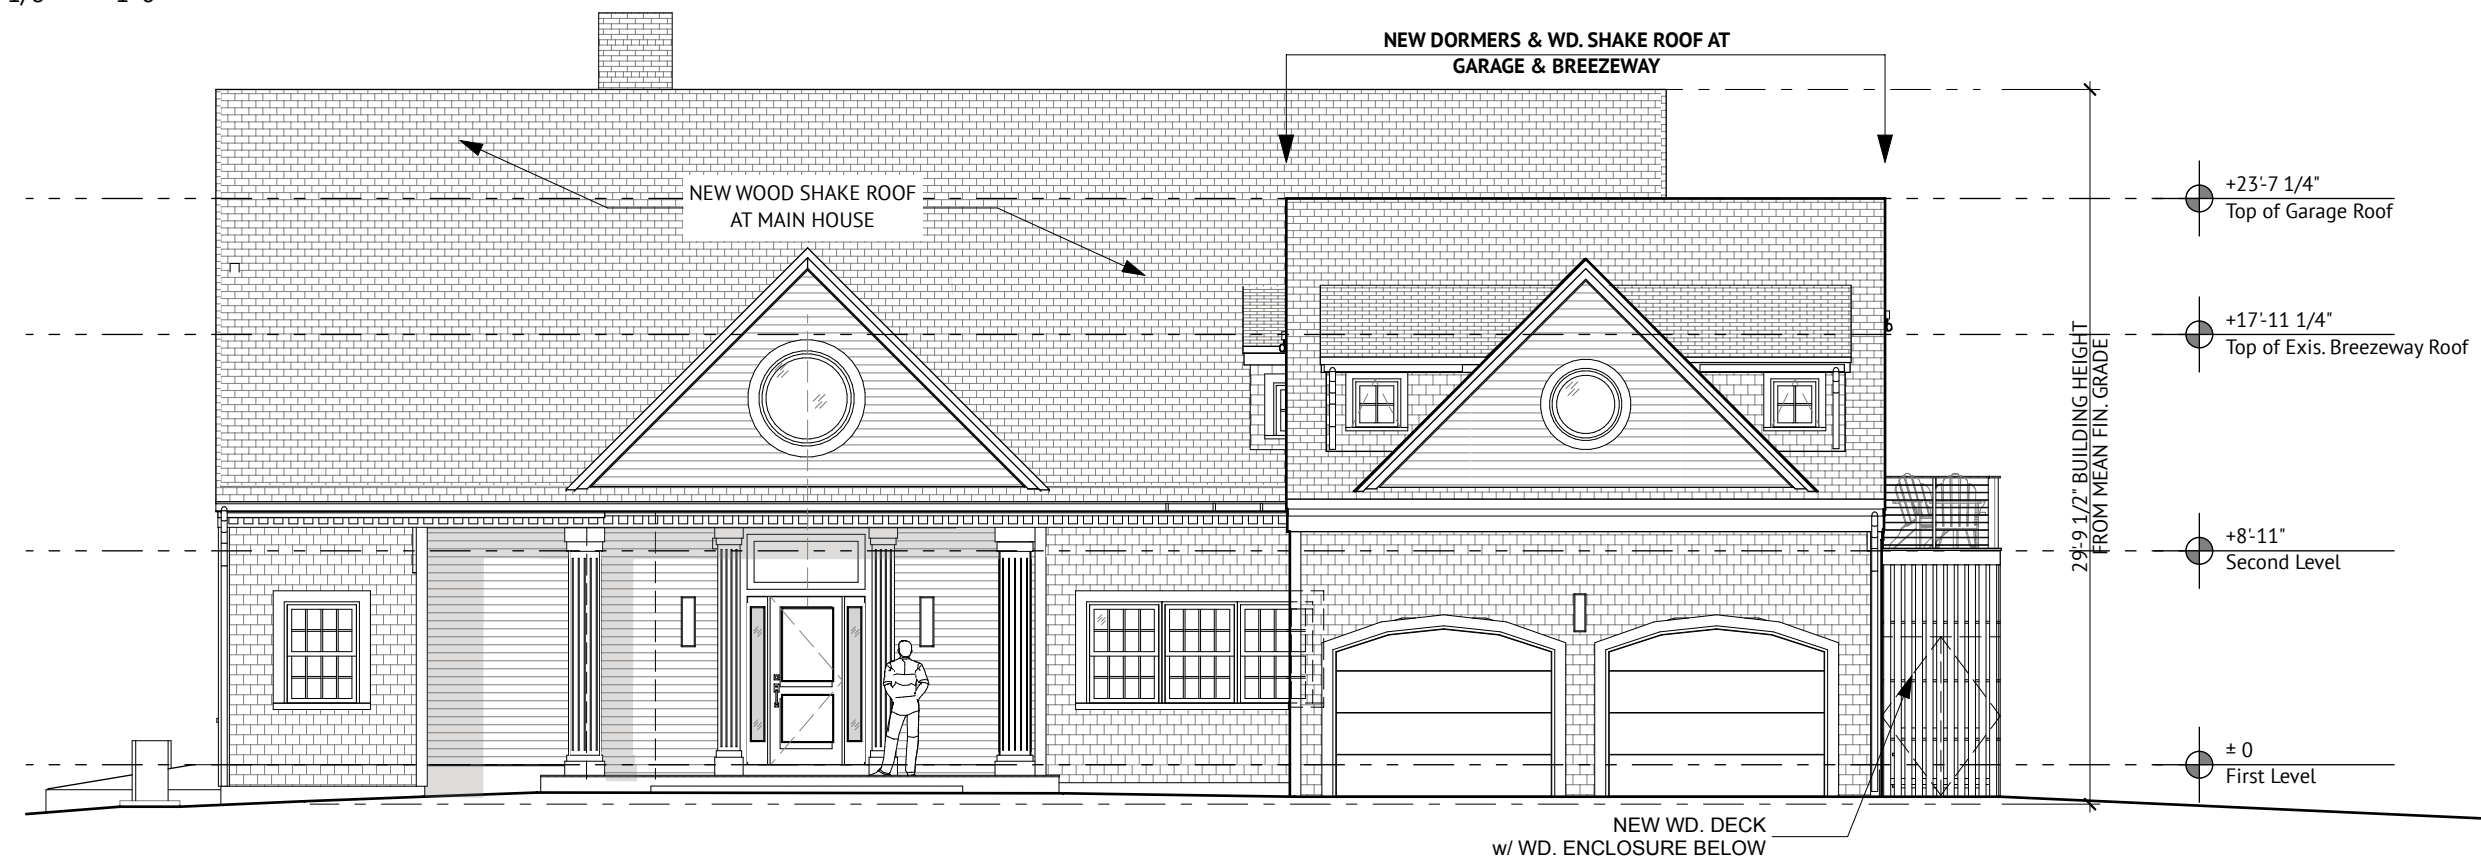 NEW DORMERS & WD. SHAKE ROOF AT
GARAGE & BREEZEWAY
NEW WOOD SHAKE ROOF
AT MAIN HOUSE
+23'-7 1/4"
Top of Garage Roof
+17'-11 1/4"
Top of Exis. Breezeway Roof
29'-9 1/2" BUILDING HEIGHT
FROM MEAN FIN. GRADE
+8'-11"
Second Level
± 0
First Level
NEW WD. DECK
w/ WD. ENCLOSURE BELOW